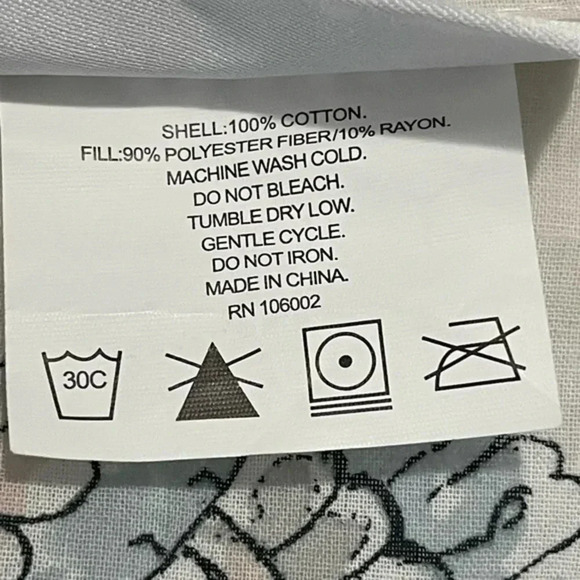 SHELL:100% COTTON.
FILL:90% POLYESTER FIBER/10% RAYON.
MACHINE WASH COLD.
DO NOT BLEACH.
TUMBLE DRY LOW.
GENTLE CYCLE.
DO NOT IRON.
MADE IN CHINA.
RN 106002
30C